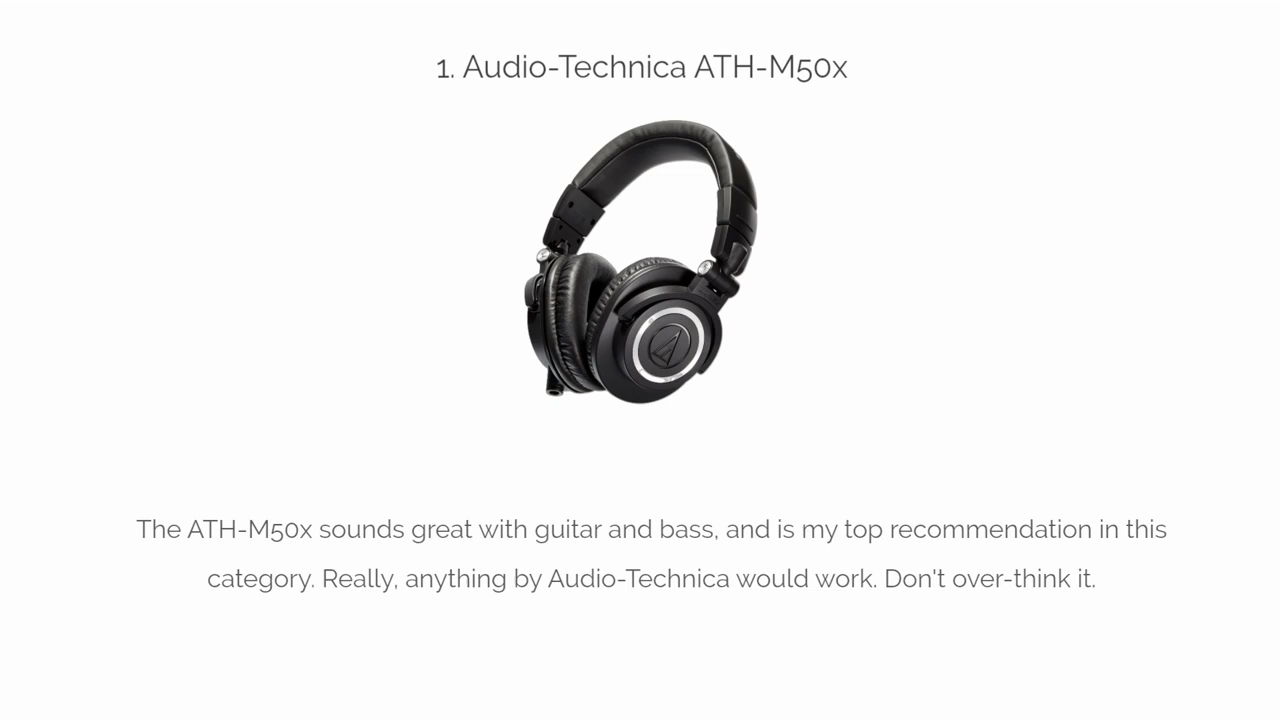 1. Audio-Technica ATH-M50x
The ATH-M50x sounds great with guitar and bass, and is my top recommendation in this
category. Really, anything by Audio-Technica would work. Don't over-think it.